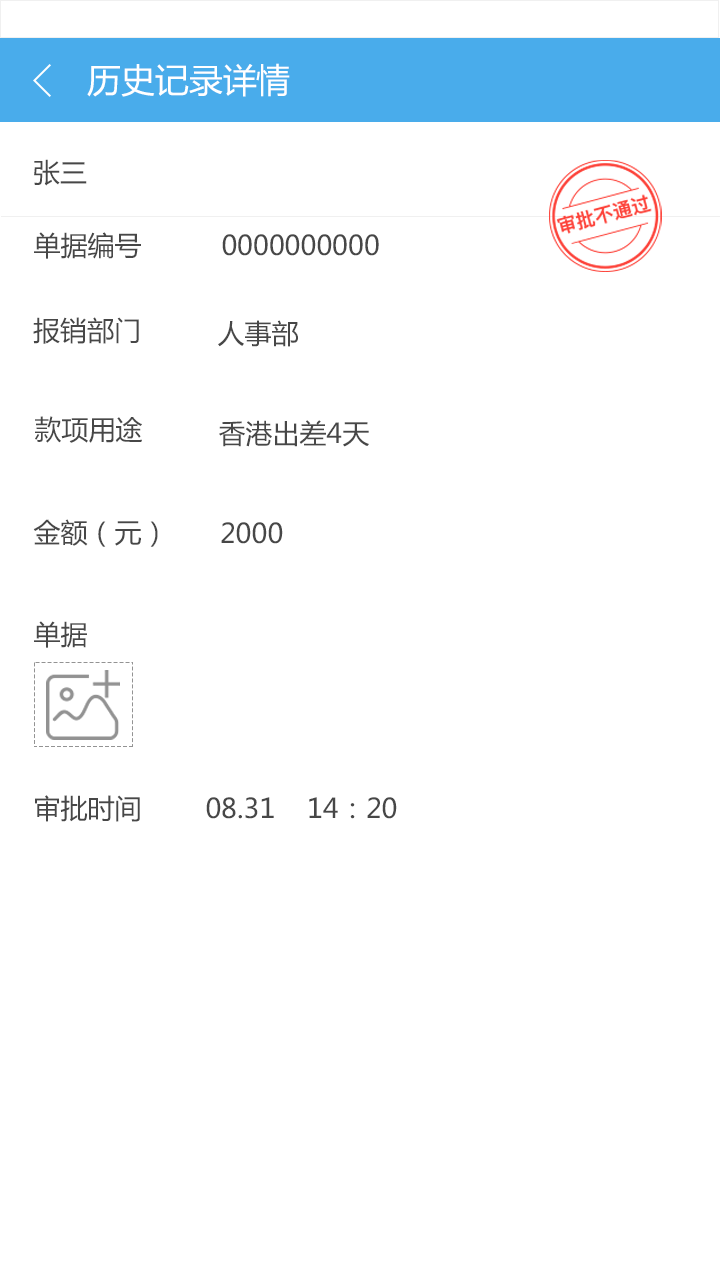 历史记录详情
张三
审批不通过
单据编号 0000000000
报销部门 人事部
款项用途 香港出差4天
金额（元） 2000
单据
审批时间 08.31 14：20